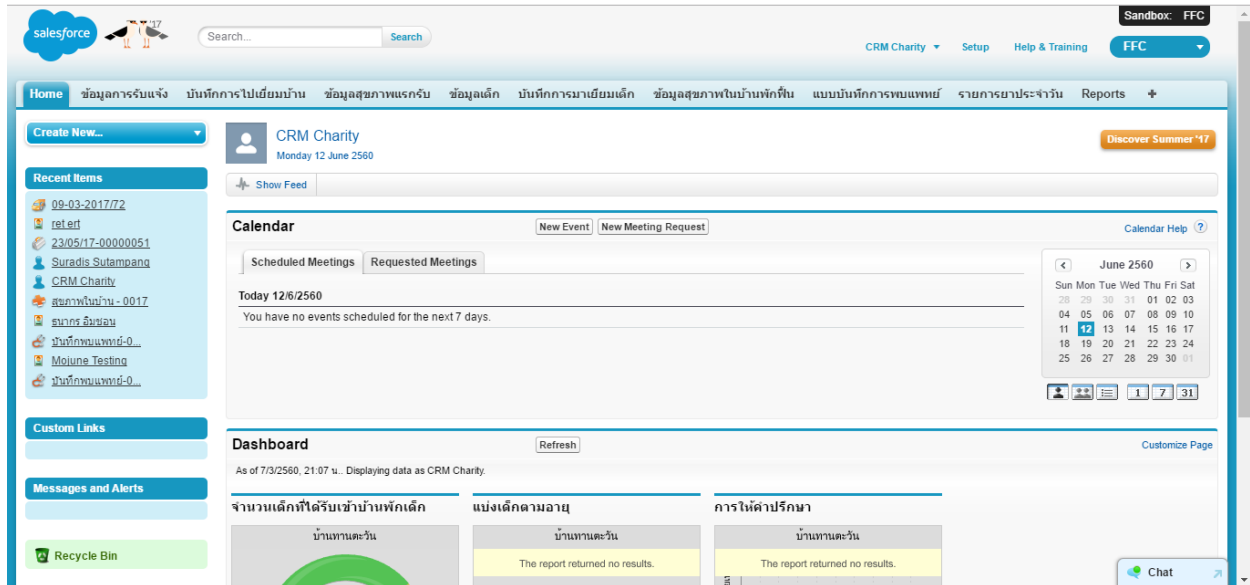 Sandbox: FFC
salesforce
'17
Search...
Search
CRM Charity
Setup
Help & Training
FFC
Home
ข้อมูลการรับแจ้ง
บันทึกการไปเยี่ยมบ้าน
ข้อมูลสุขภาพแรกรับ
ข้อมูลเด็ก
บันทึกการมาเยี่ยมเด็ก
ข้อมูลสุขภาพในบ้านพักฟื้น
แบบบันทึกการพบแพทย์
รายการยาประจำวัน
Reports
+
Create New...
CRM Charity
Monday 12 June 2560
Discover Summer '17
Recent Items
09-03-2017/72
ret ert
23/05/17-00000051
Suradis Sutampang
CRM Charity
สุขภาพในบ้าน - 0017
ธนากร อิ่มซอน
บันทึกพบแพทย์-0...
Mojune Testing
บันทึกพบแพทย์-0...
Show Feed
Calendar
New Event
New Meeting Request
Calendar Help ?
Scheduled Meetings
Requested Meetings
Today 12/6/2560
You have no events scheduled for the next 7 days.
June 2560
Sun Mon Tue Wed Thu Fri Sat
28 29 30 31 01 02 03
04 05 06 07 08 09 10
11 12 13 14 15 16 17
18 19 20 21 22 23 24
25 26 27 28 29 30 01
1 7 31
Custom Links
Messages and Alerts
Recycle Bin
Dashboard
Refresh
Customize Page
As of 7/3/2560, 21:07 น.. Displaying data as CRM Charity.
จำนวนเด็กที่ได้รับเข้าบ้านพักเด็ก
บ้านทานตะวัน
แบ่งเด็กตามอายุ
บ้านทานตะวัน
The report returned no results.
การให้คำปรึกษา
บ้านทานตะวัน
The report returned no results.
Chat